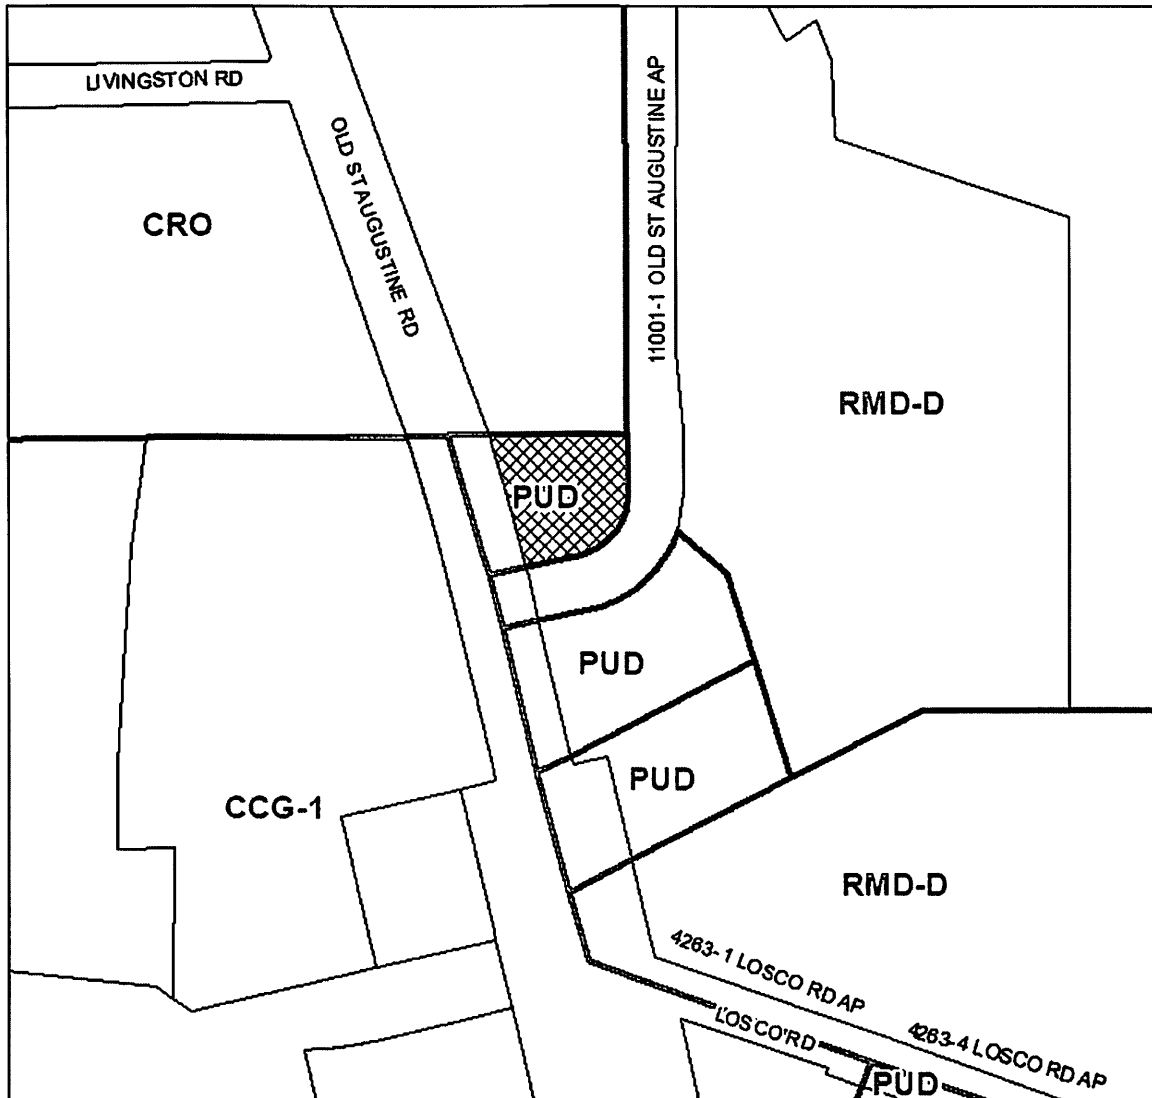 LIVINGSTON RD
OLD ST AUGUSTINE RD
11001-1 OLD ST AUGUSTINE AP
CRO
RMD-D
PUD
PUD
PUD
CCG-1
RMD-D
4263-1 LOSCO RD AP
LOSCO RD
4263-4 LOSCO RD AP
PUD